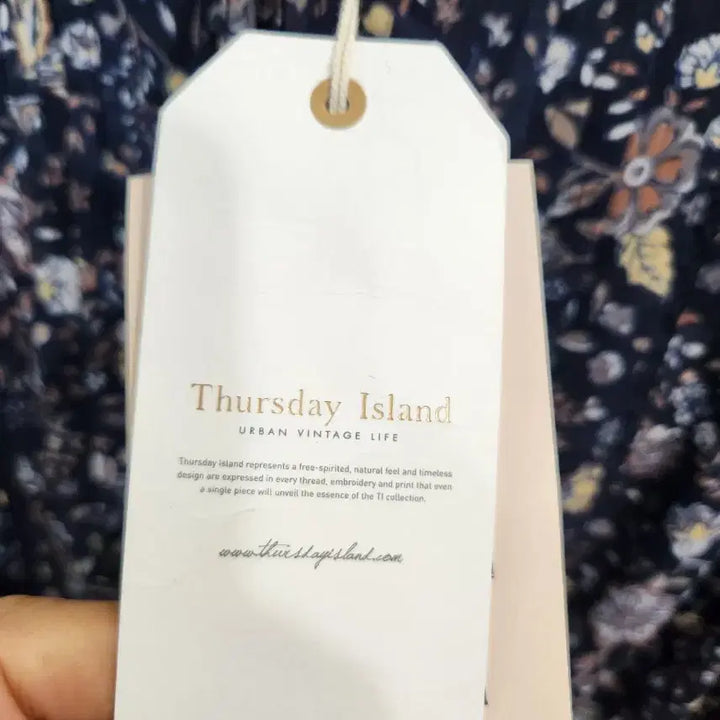 Thursday Island
URBAN VINTAGE LIFE
Thursday island represents a free-spirited, natural feel and timeless
design are expressed in every thread, embroidery and print that even
a single piece will unveil the essence of the TI collection.
www.thursdayisland.com